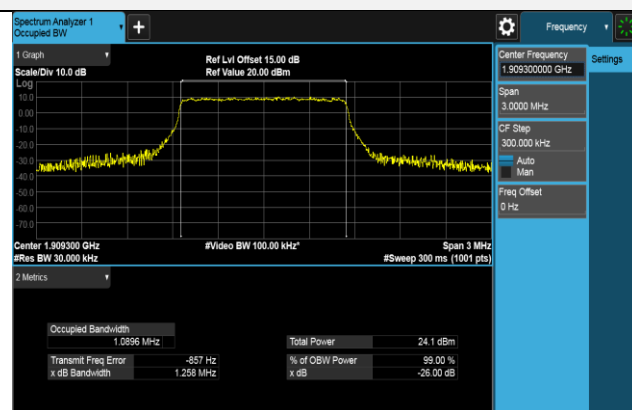 Spectrum Analyzer 1
Occupied BW
+
Frequency
1 Graph
Scale/Div 10.0 dB
Ref Lvl Offset 15.00 dB
Ref Value 20.00 dBm
Log
10.0
0.00
-10.0
-20.0
-30.0
-40.0
-50.0
-60.0
-70.0
Center 1.909300 GHz
#Video BW 100.00 kHz*
Span 3 MHz
#Res BW 30.000 kHz
#Sweep 300 ms (1001 pts)
2 Metrics
Occupied Bandwidth
1.0896 MHz
Total Power 24.1 dBm
Transmit Freq Error -857 Hz
% of OBW Power 99.00 %
x dB Bandwidth 1.258 MHz
x dB -26.00 dB
Center Frequency
1.909300000 GHz
Settings
Span
3.0000 MHz
CF Step
300.000 kHz
Auto
Man
Freq Offset
0 Hz